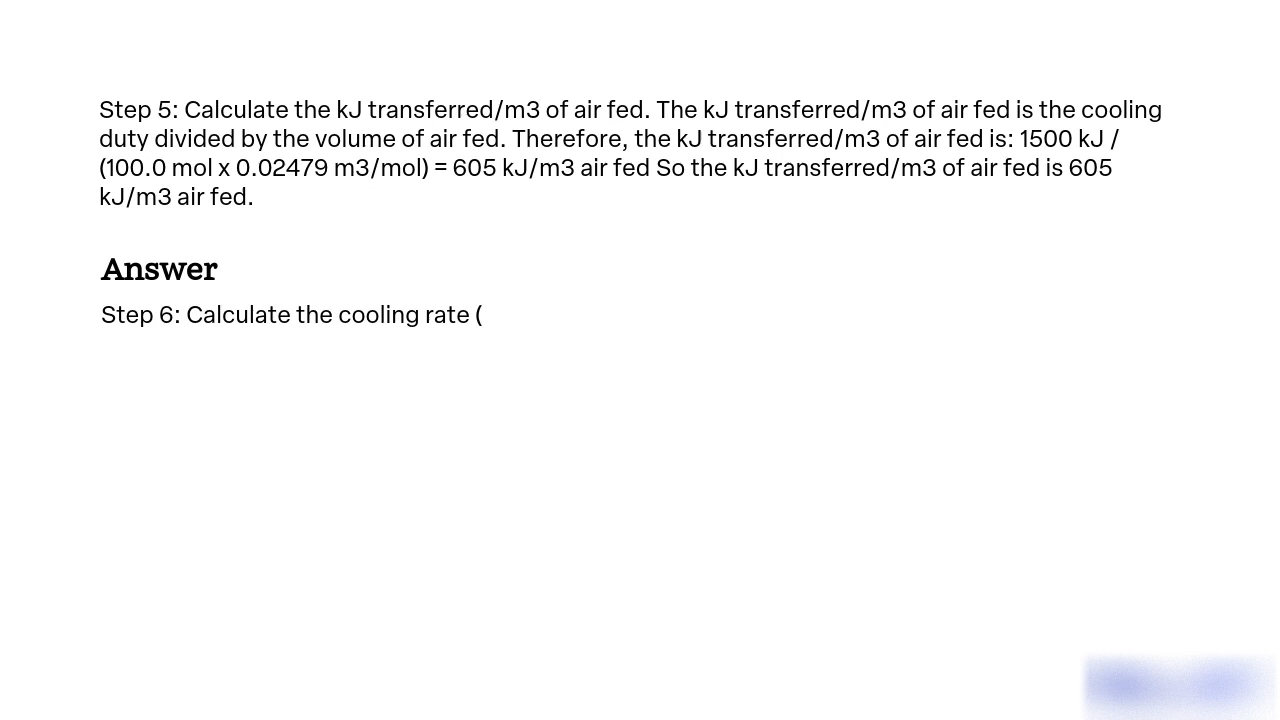 Step 5: Calculate the kJ transferred/m3 of air fed. The kJ transferred/m3 of air fed is the cooling
duty divided by the volume of air fed. Therefore, the kJ transferred/m3 of air fed is: 1500 kJ /
(100.0 mol x 0.02479 m3/mol) = 605 kJ/m3 air fed So the kJ transferred/m3 of air fed is 605
kJ/m3 air fed.
Answer
Step 6: Calculate the cooling rate (